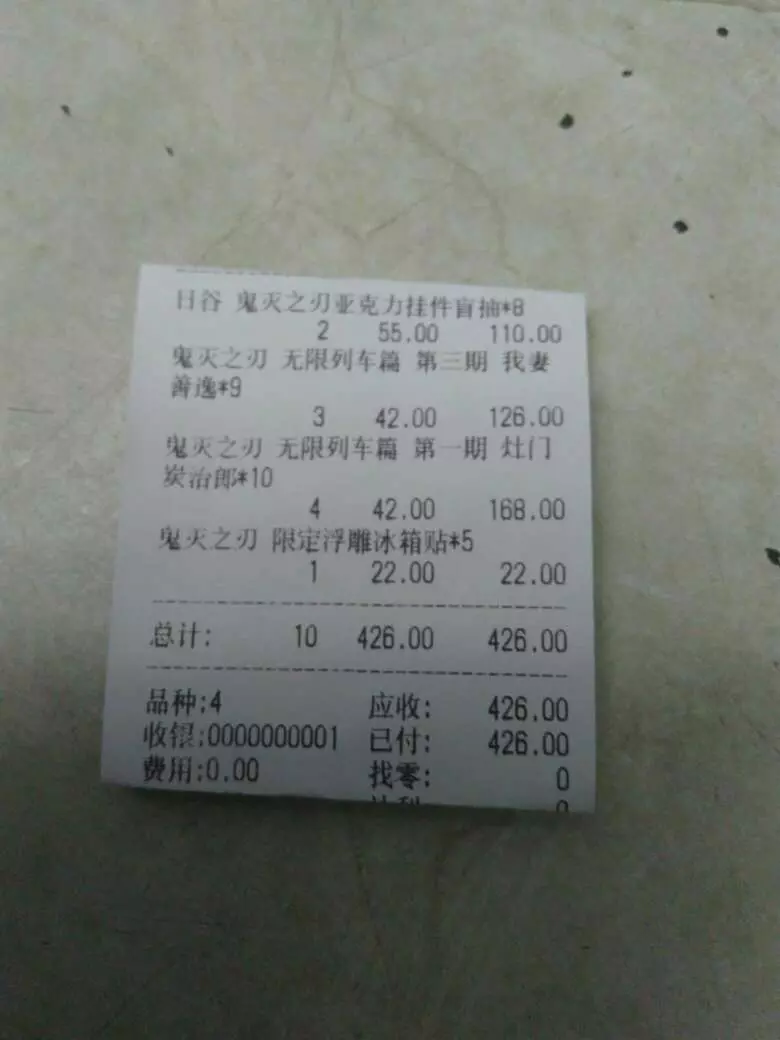 日谷 鬼灭之刃亚克力挂件盲抽*8
2 55.00 110.00
鬼灭之刃 无限列车篇 第三期 我妻
善逸*9
3 42.00 126.00
鬼灭之刃 无限列车篇 第一期 灶门
炭治郎*10
4 42.00 168.00
鬼灭之刃 限定浮雕冰箱贴*5
1 22.00 22.00
总计: 10 426.00 426.00
品种:4 应收: 426.00
收银:0000000001 已付: 426.00
费用:0.00 找零: 0
0